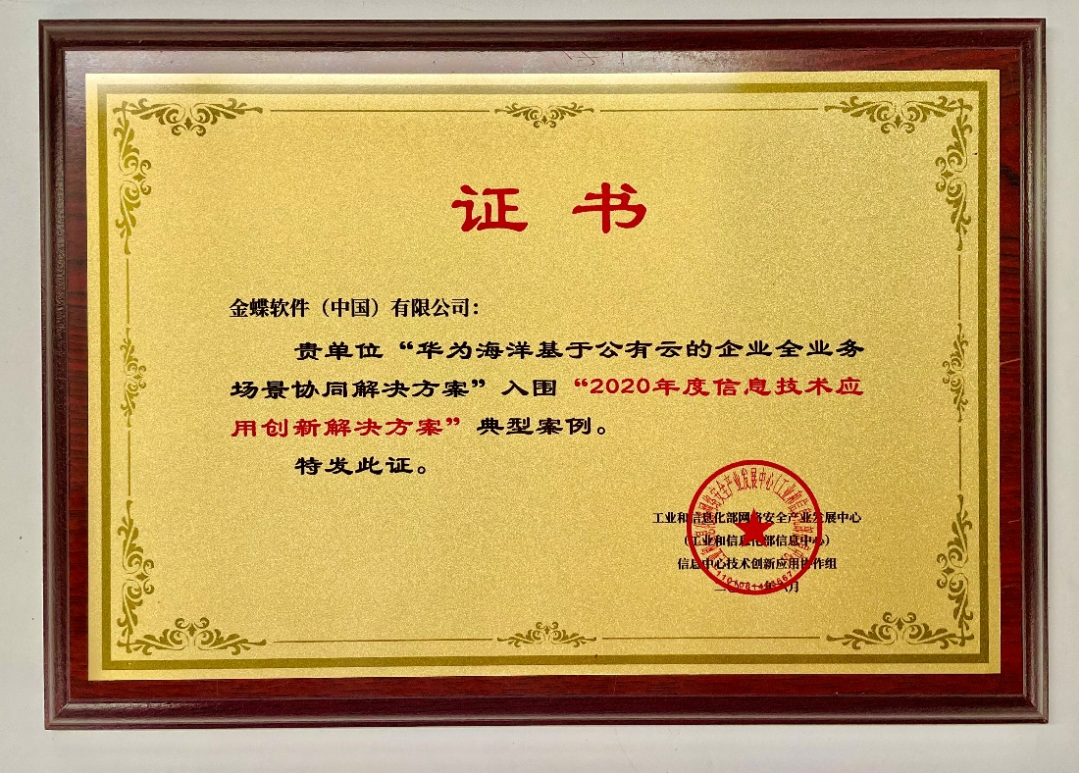 证书
金蝶软件（中国）有限公司：
贵单位“华为海洋基于公有云的企业全业务
场景协同解决方案”入围“2020年度信息技术应
用创新解决方案”典型案例。
特发此证。
工业和信息化部网络安全产业发展中心
（工业和信息化部信息中心）
信息中心技术创新应用协作组